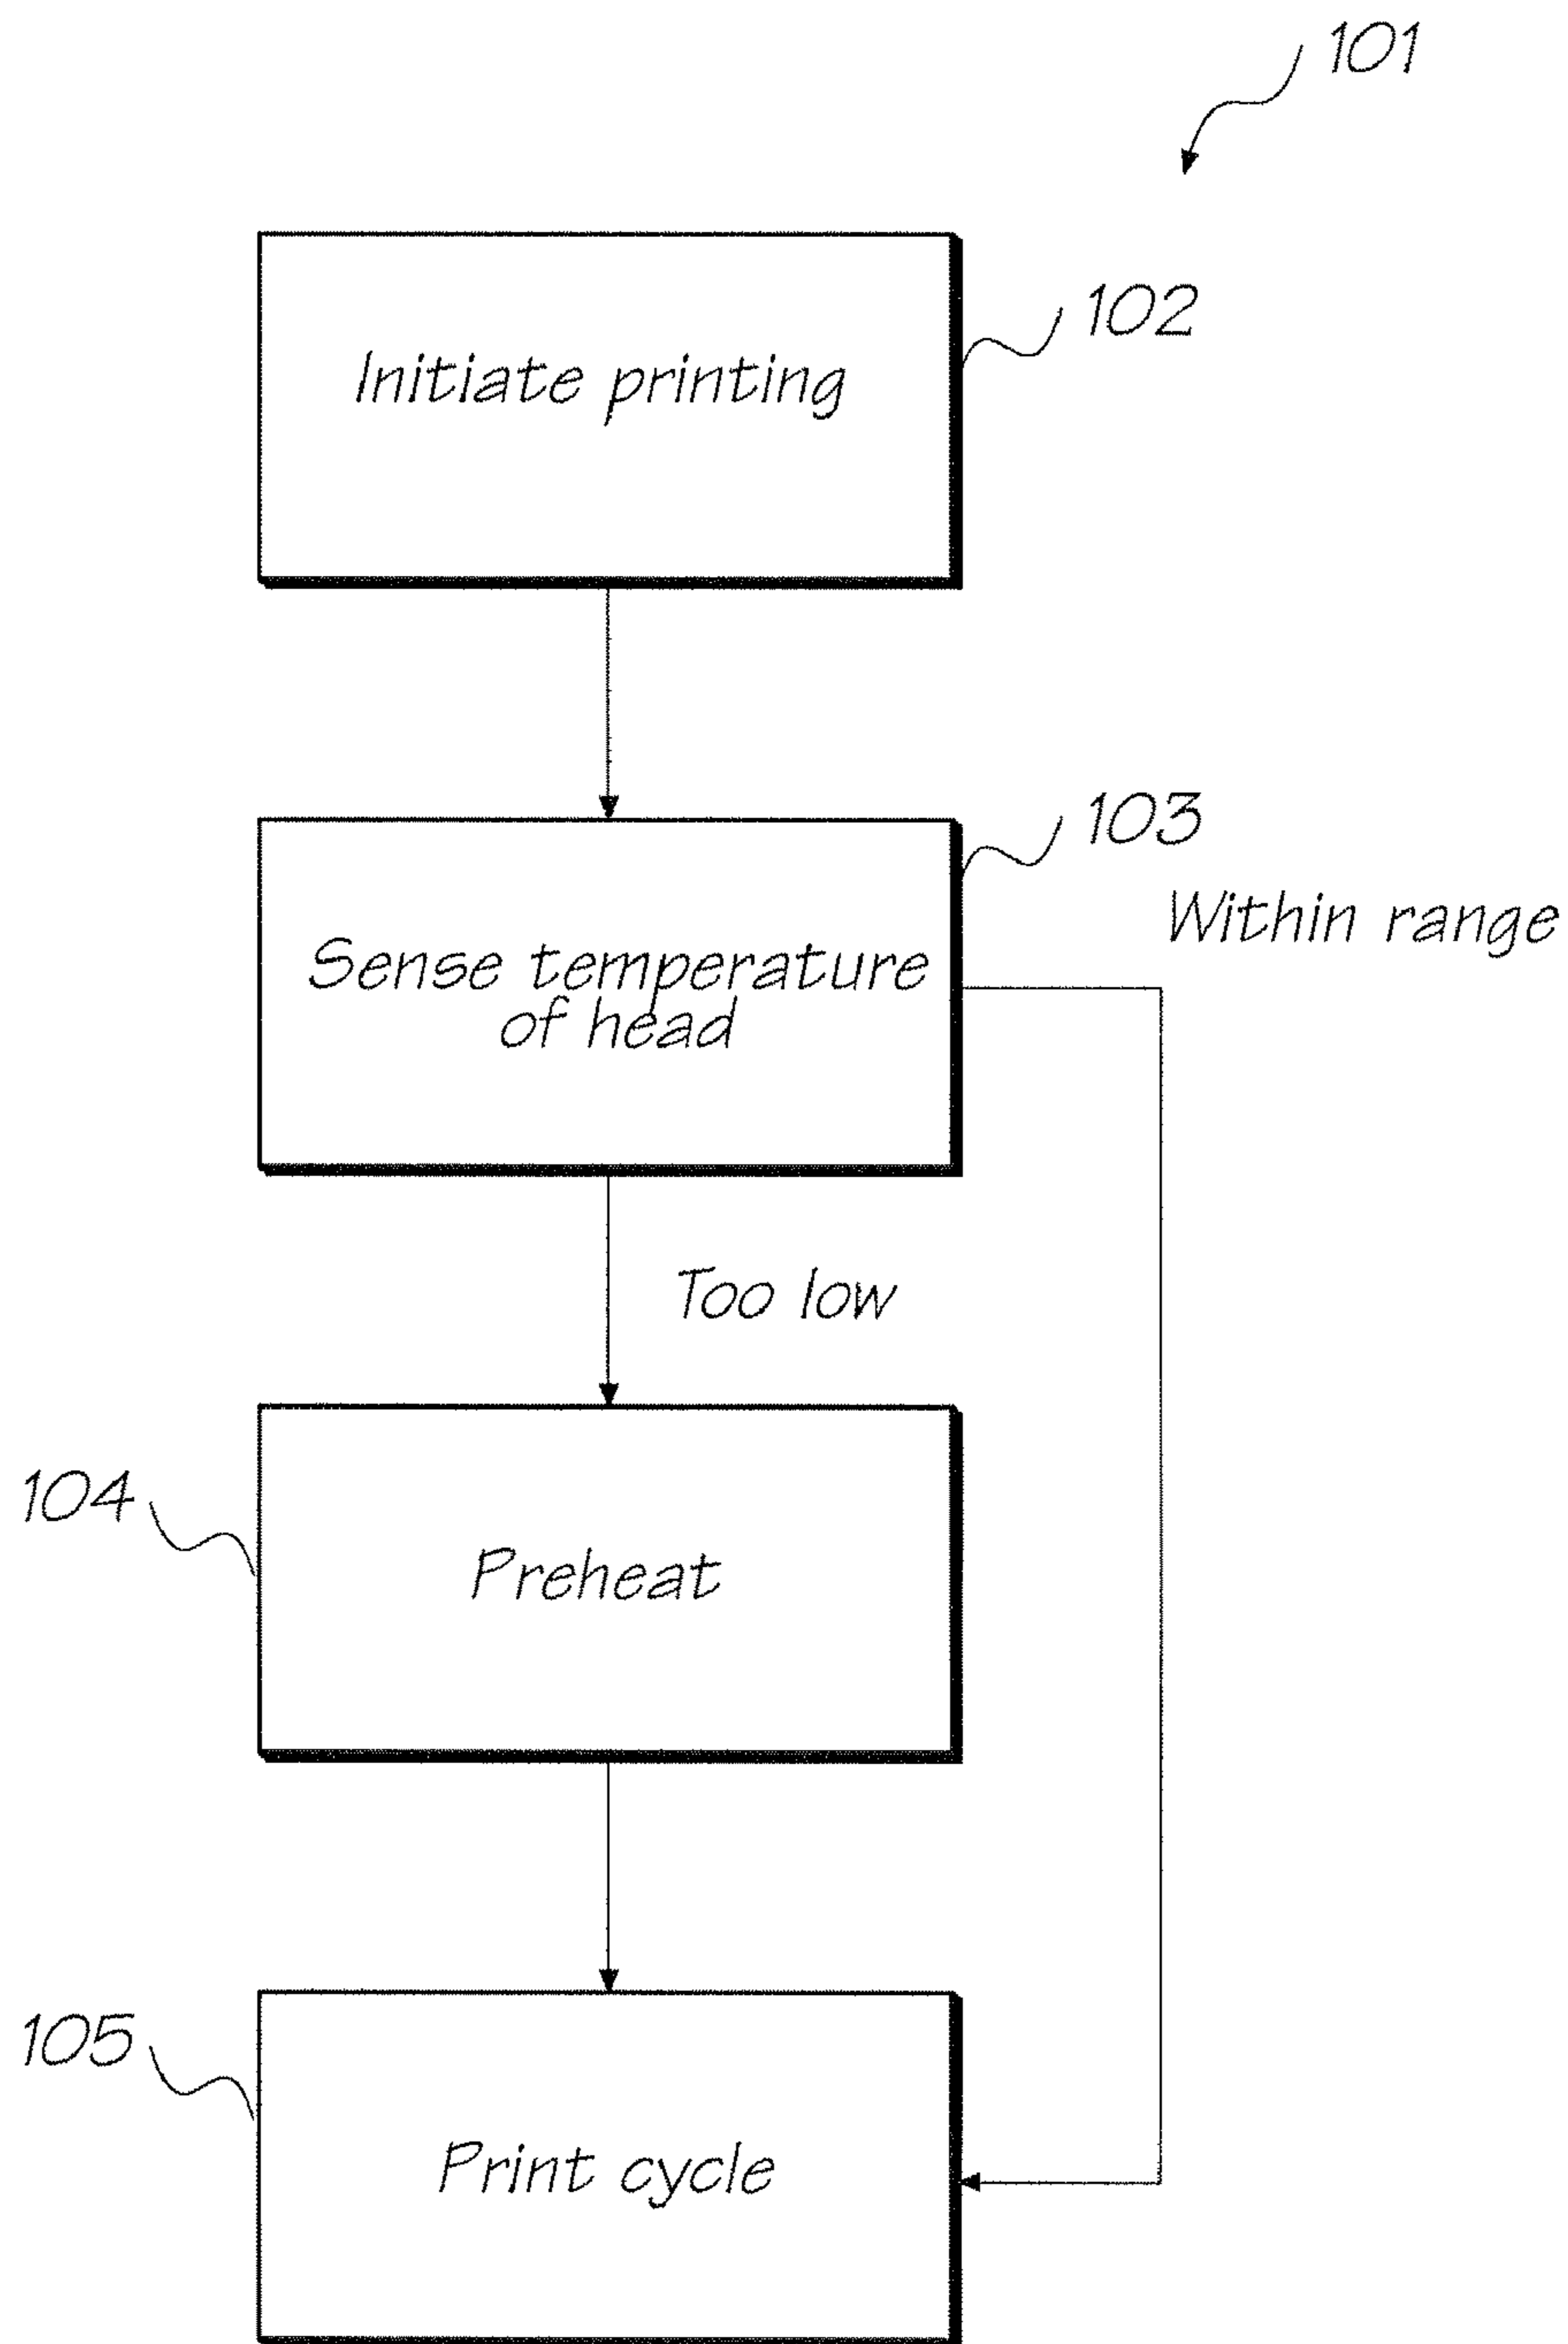 101
Initiate printing
102
103
Within range
Sense temperature
of head
Too low
104
Preheat
105
Print cycle